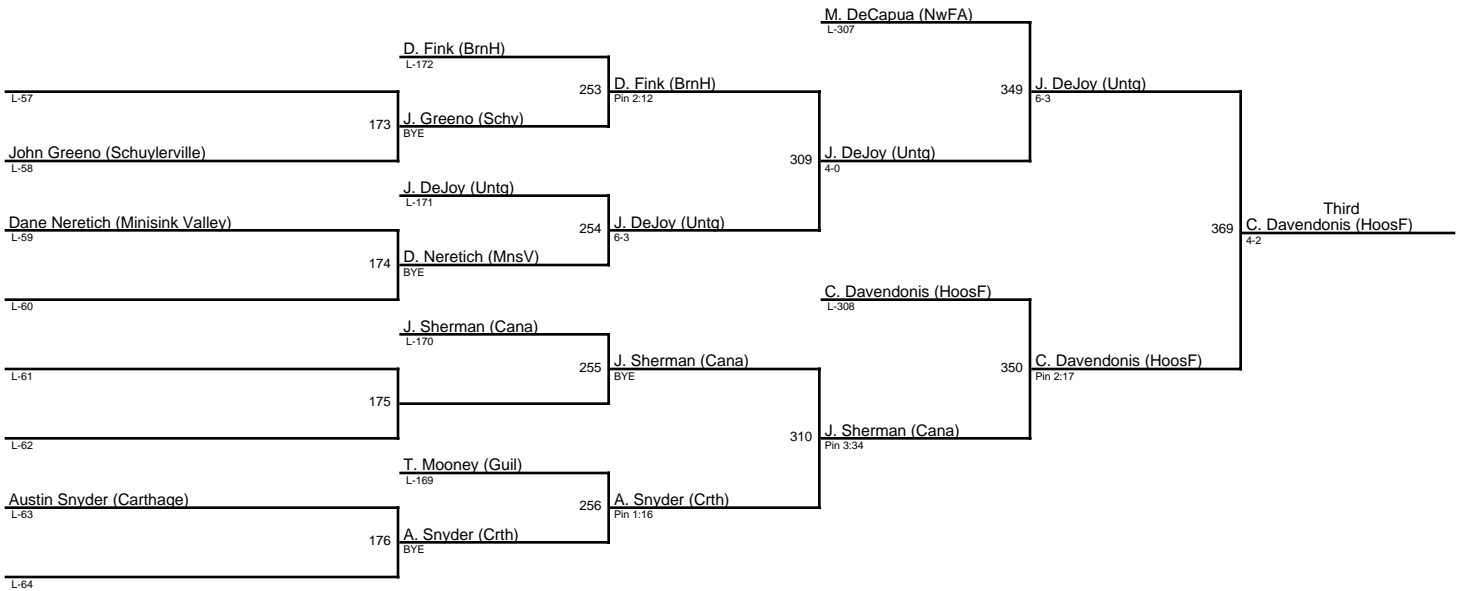 M. DeCapua (NwFA)
L-307
D. Fink (BrnH)
L-172
253
D. Fink (BrnH)
Pin 2:12
349
J. DeJoy (Untg)
6-3
L-57
173
J. Greeno (Schy)
BYE
John Greeno (Schuylerville)
L-58
309
J. DeJoy (Untg)
4-0
J. DeJoy (Untg)
L-171
Dane Neretich (Minisink Valley)
L-59
254
J. DeJoy (Untg)
6-3
369
Third
C. Davendonis (HoosF)
4-2
174
D. Neretich (MnsV)
BYE
L-60
C. Davendonis (HoosF)
L-308
J. Sherman (Cana)
L-170
L-61
255
J. Sherman (Cana)
BYE
350
C. Davendonis (HoosF)
Pin 2:17
175
L-62
310
J. Sherman (Cana)
Pin 3:34
T. Mooney (Guil)
L-169
Austin Snyder (Carthage)
L-63
256
A. Snyder (Crth)
Pin 1:16
176
A. Snyder (Crth)
BYE
L-64